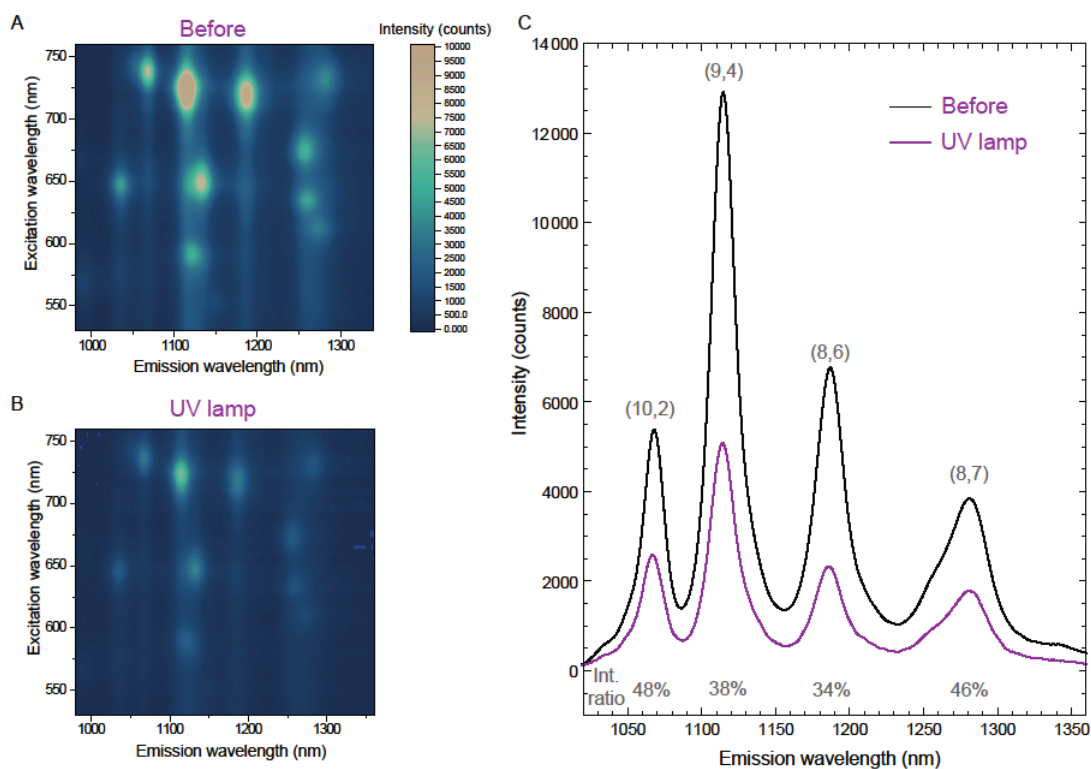 A
Before
Intensity (counts)
10000
9500
9000
8500
8000
7500
7000
6500
6000
5500
5000
4500
4000
3500
3000
2500
2000
1500
1000
500.0
0.000
Excitation wavelength (nm)
750
700
650
600
550
1000 1100 1200 1300
Emission wavelength (nm)
B
UV lamp
Excitation wavelength (nm)
750
700
650
600
550
1000 1100 1200 1300
Emission wavelength (nm)
C
Intensity (counts)
14000
12000
10000
8000
6000
4000
2000
0
(9,4)
Before
UV lamp
(8,6)
(10,2)
(8,7)
Int.
ratio
48% 38% 34% 46%
1050 1100 1150 1200 1250 1300 1350
Emission wavelength (nm)